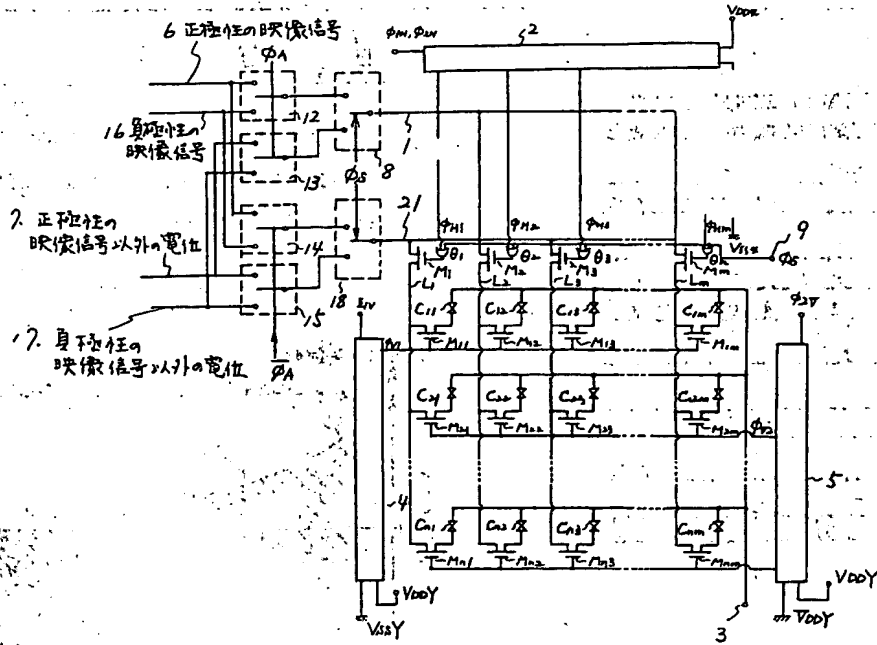 6 正極性の映像信号
φA
16 負極性の
映像信号
12
13
7. 正極性の
映像信号以外の電位
14
15
17. 負極性の
映像信号以外の電位
φA
8
φS
18
1
21
φ1H, φ2H
2
VDDX
VSSX
9
φS
φH1
φH2
φHm
θ1
θ2
θ3
M1
M2
M3
Mm
L1
L2
L3
Lm
C11
C12
C13
C1m
M11
M12
M13
M1m
φ2V
C21
C22
C23
C2m
M21
M22
M23
M2m
φV2
4
5
Cn1
Cn2
Cn3
Cnm
Mn1
Mn2
Mn3
Mnm
VDDY
VSSY
3
VDDY
VDDY